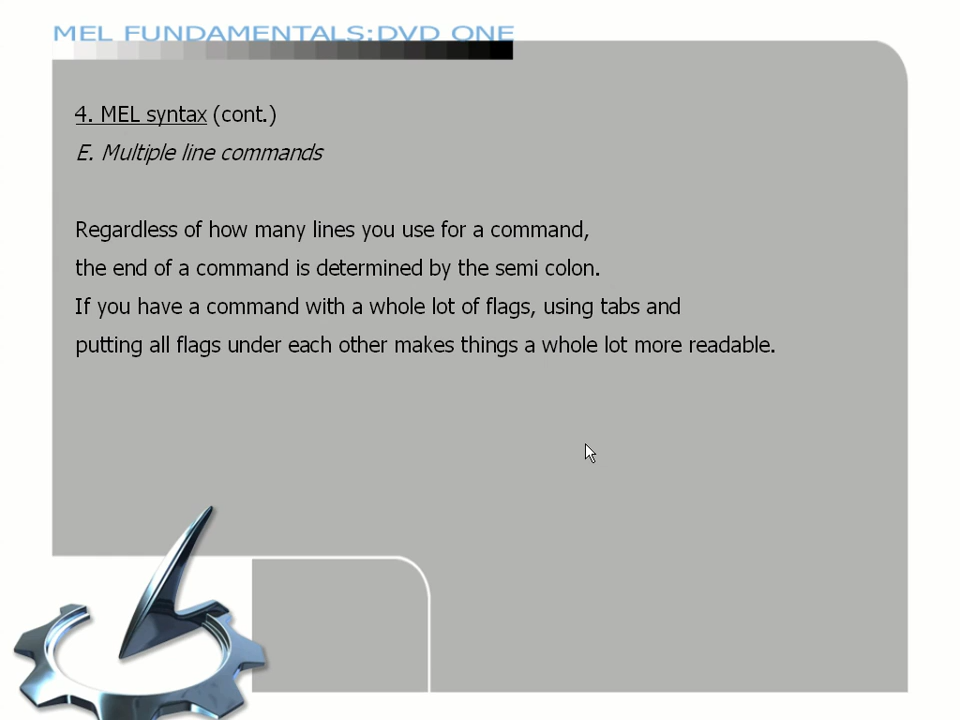 MEL FUNDAMENTALS:DVD ONE
4. MEL syntax (cont.)
E. Multiple line commands
Regardless of how many lines you use for a command,
the end of a command is determined by the semi colon.
If you have a command with a whole lot of flags, using tabs and
putting all flags under each other makes things a whole lot more readable.